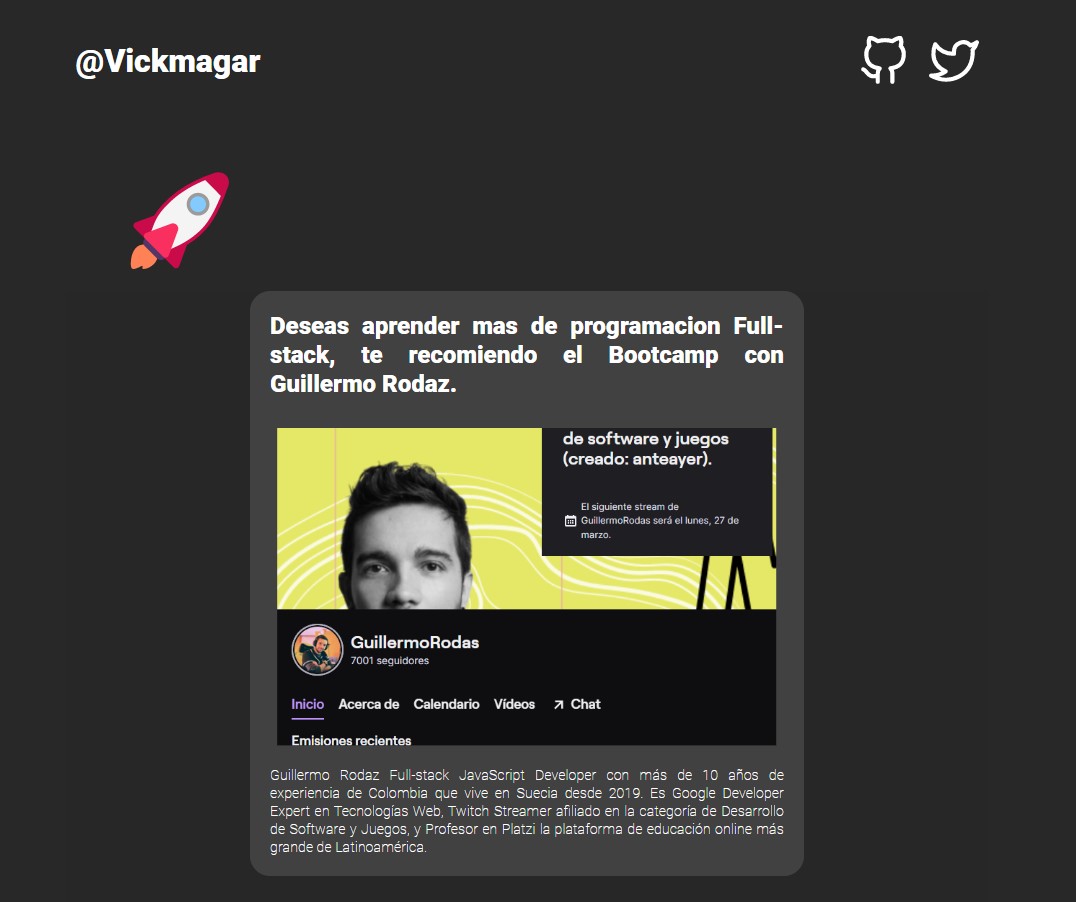 @Vickmagar
Deseas aprender mas de programacion Full-
stack, te recomiendo el Bootcamp con
Guillermo Rodaz.
de software y juegos
(creado: anteayer).
El siguiente stream de
GuillermoRodas será el lunes, 27 de
marzo.
GuillermoRodas
7001 seguidores
Inicio Acerca de Calendario Vídeos Chat
Emisiones recientes
Guillermo Rodaz Full-stack JavaScript Developer con más de 10 años de
experiencia de Colombia que vive en Suecia desde 2019. Es Google Developer
Expert en Tecnologías Web, Twitch Streamer afiliado en la categoría de Desarrollo
de Software y Juegos, y Profesor en Platzi la plataforma de educación online más
grande de Latinoamérica.